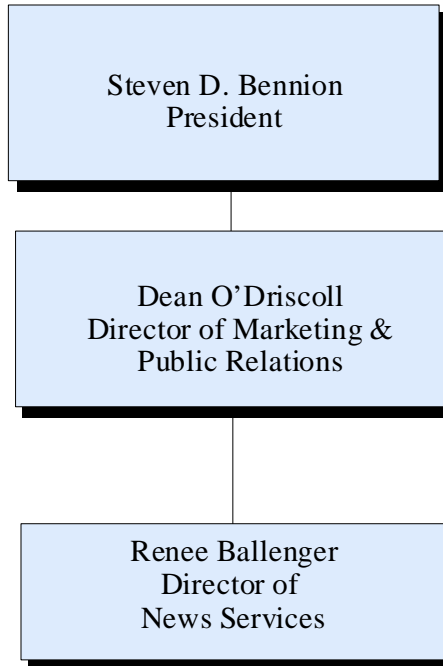 Steven D. Bennion
President
Dean O’Driscoll
Director of Marketing &
Public Relations
Renee Ballenger
Director of
News Services